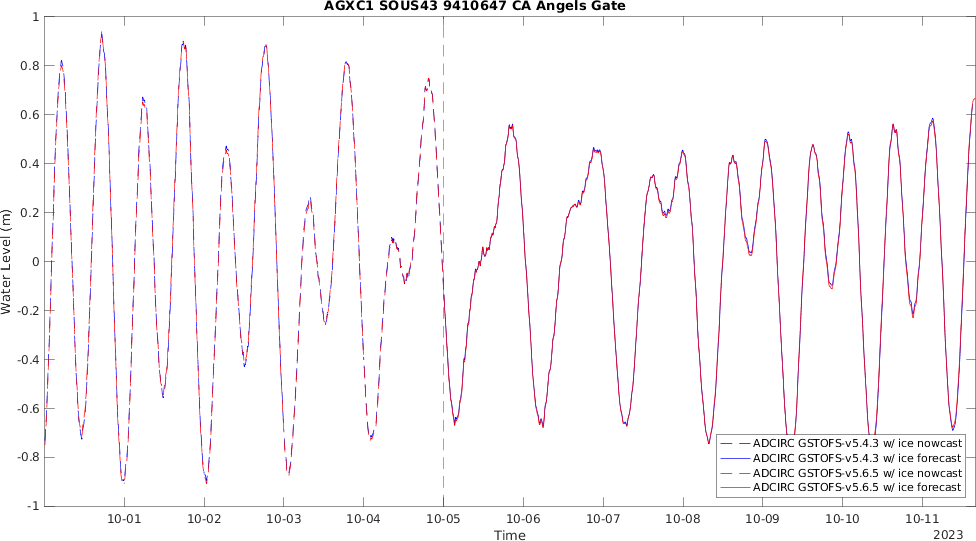 AGXC1 SOUS43 9410647 CA Angels Gate
1
0.8
0.6
0.4
0.2
0
-0.2
-0.4
-0.6
-0.8
-1
Water Level (m)
10-01 10-02 10-03 10-04 10-05 10-06 10-07 10-08 10-09 10-10 10-11
Time
2023
ADCIRC GSTOFS-v5.4.3 w/ ice nowcast
ADCIRC GSTOFS-v5.4.3 w/ ice forecast
ADCIRC GSTOFS-v5.6.5 w/ ice nowcast
ADCIRC GSTOFS-v5.6.5 w/ ice forecast